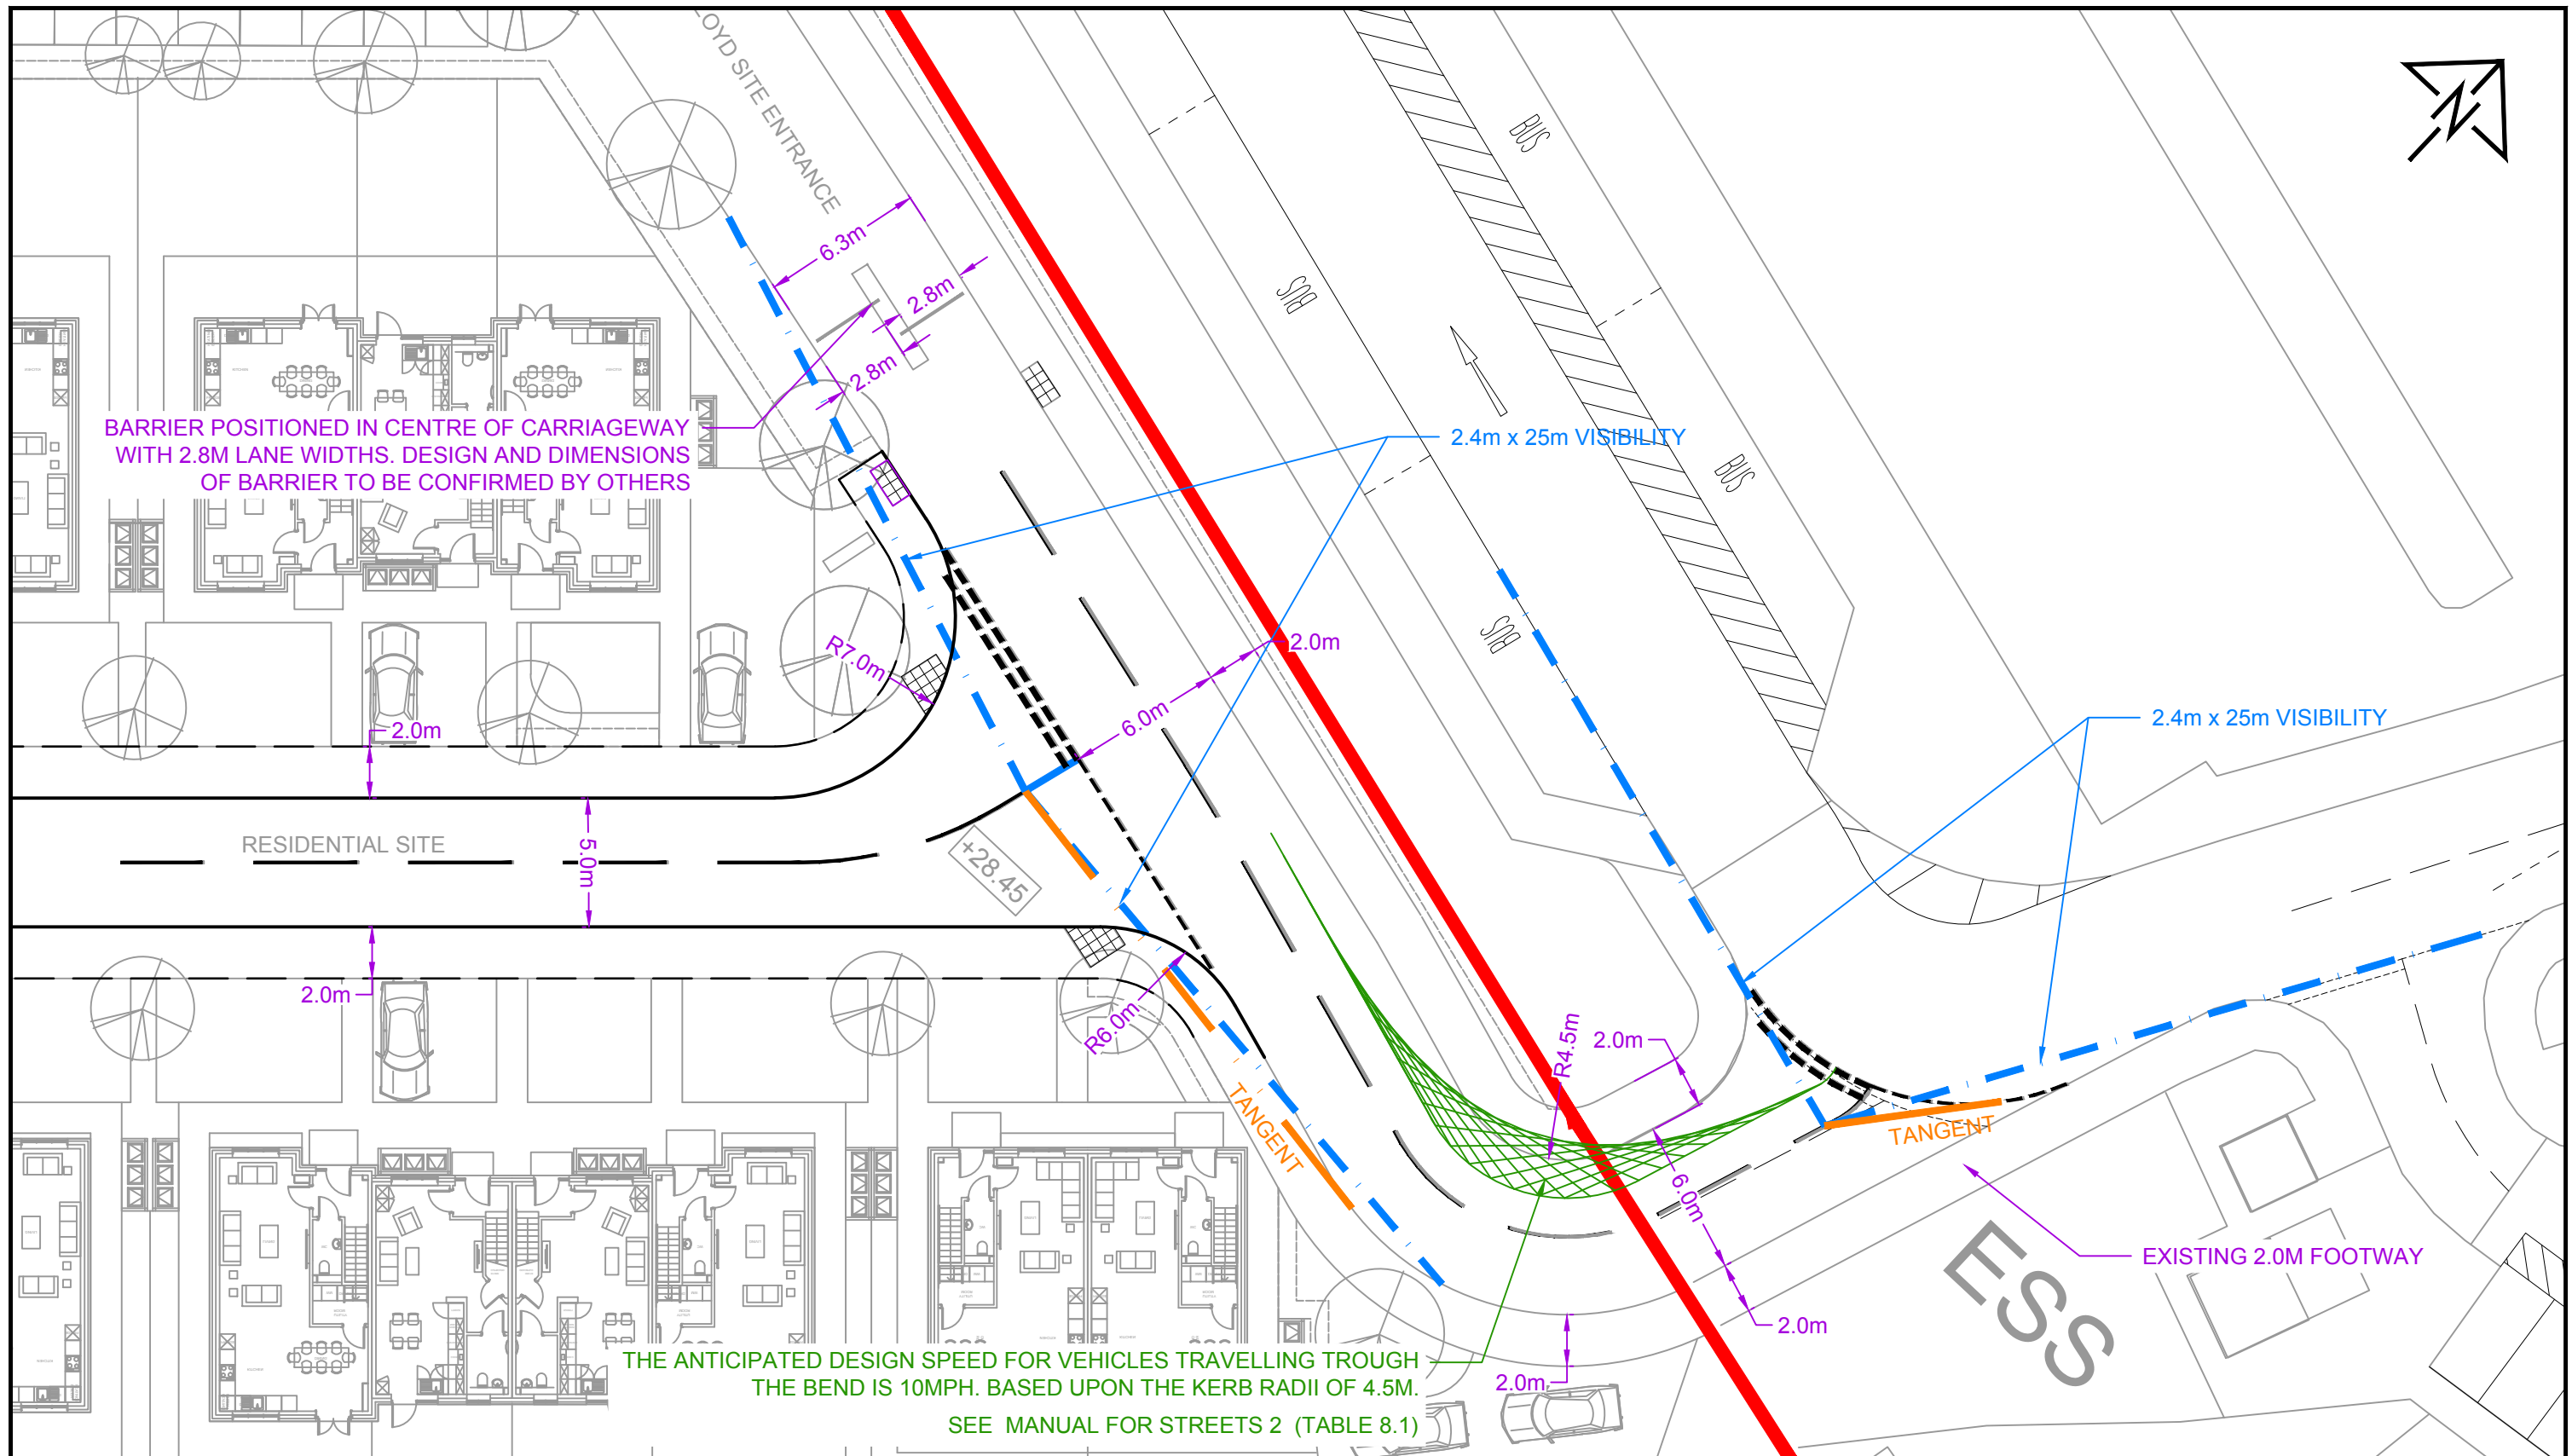 LOYD SITE ENTRANCE
N
BUS
6.3m
2.8m
BUS
2.8m
BARRIER POSITIONED IN CENTRE OF CARRIAGEWAY
WITH 2.8M LANE WIDTHS. DESIGN AND DIMENSIONS
OF BARRIER TO BE CONFIRMED BY OTHERS
2.4m x 25m VISIBILITY
BUS
BUS
2.0m
R7.0m
6.0m
2.0m
2.4m x 25m VISIBILITY
RESIDENTIAL SITE
5.0m
+28.45
2.0m
R6.0m
R4.5m
2.0m
TANGENT
TANGENT
6.0m
EXISTING 2.0M FOOTWAY
ESS
2.0m
THE ANTICIPATED DESIGN SPEED FOR VEHICLES TRAVELLING TROUGH
THE BEND IS 10MPH. BASED UPON THE KERB RADII OF 4.5M.
2.0m
SEE MANUAL FOR STREETS 2 (TABLE 8.1)